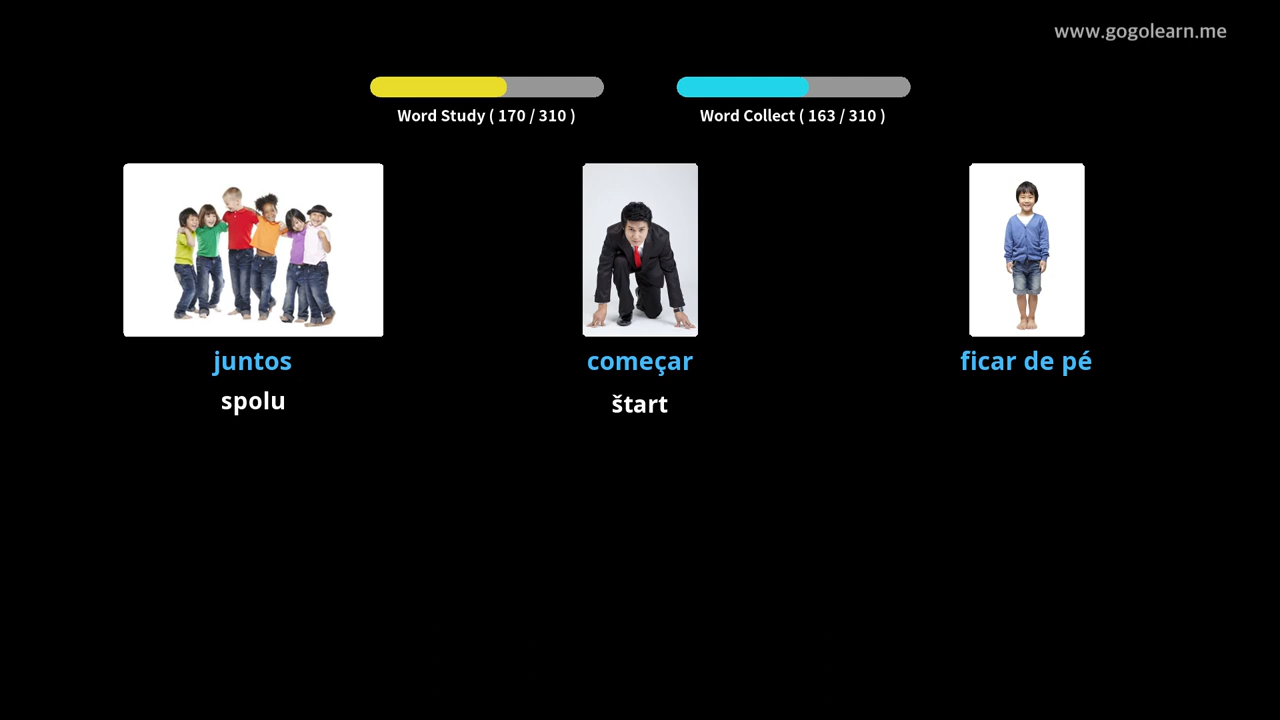 www.gogolearn.me
Word Study ( 170 / 310 )
Word Collect ( 163 / 310 )
juntos
começar
ficar de pé
spolu
štart